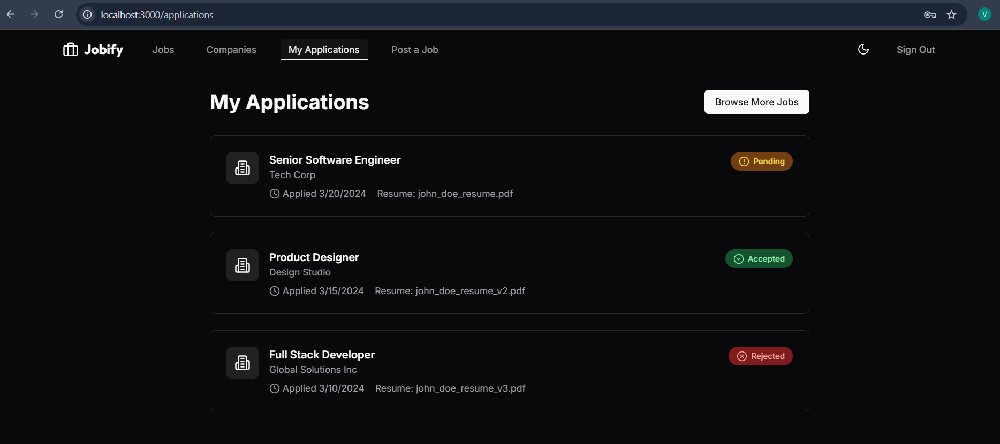 localhost:3000/applications
V
Jobify Jobs Companies My Applications Post a Job Sign Out
My Applications Browse More Jobs
Senior Software Engineer Pending
Tech Corp
Applied 3/20/2024 Resume: john_doe_resume.pdf
Product Designer Accepted
Design Studio
Applied 3/15/2024 Resume: john_doe_resume_v2.pdf
Full Stack Developer Rejected
Global Solutions Inc
Applied 3/10/2024 Resume: john_doe_resume_v3.pdf